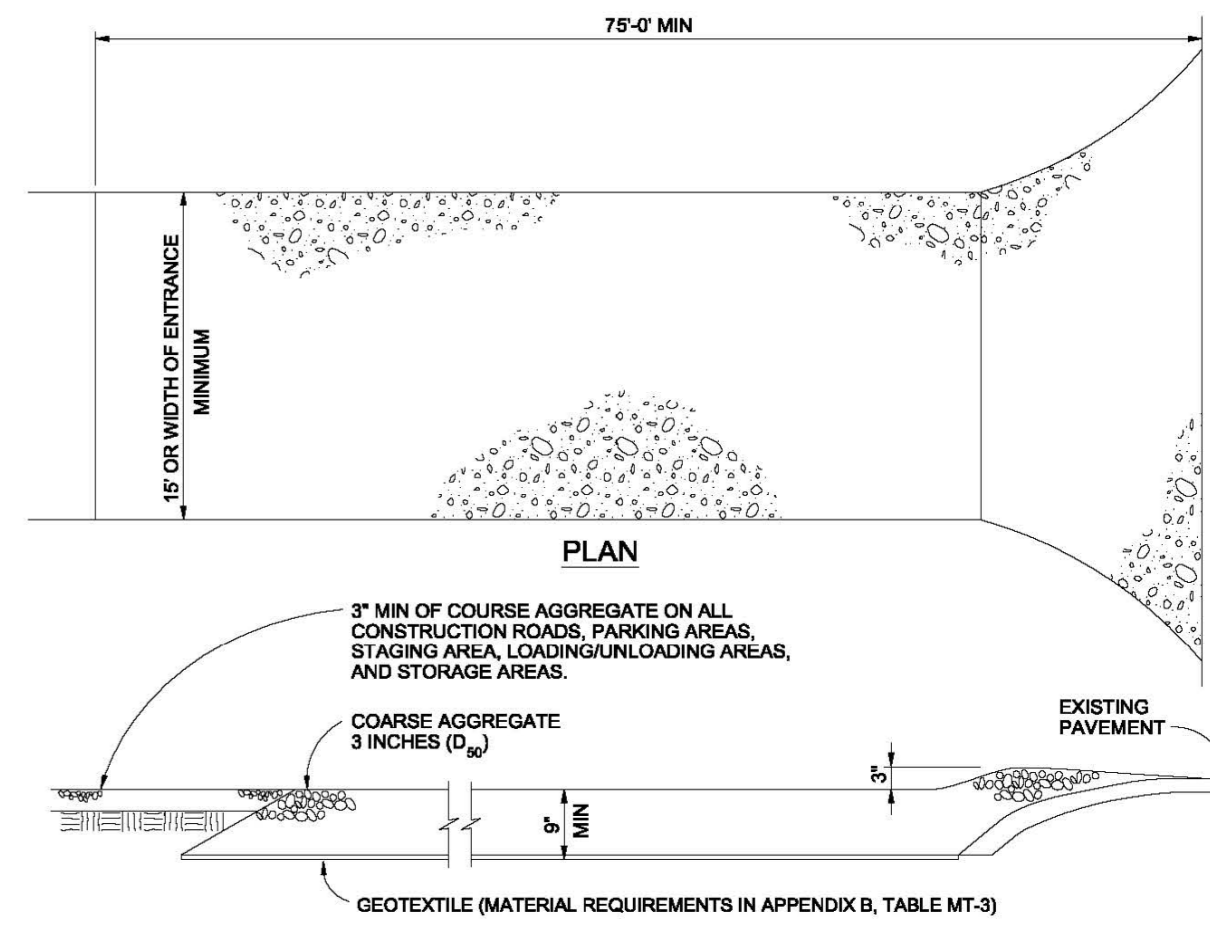 75'-0' MIN
15' OR WIDTH OF ENTRANCE
MINIMUM
PLAN
3" MIN OF COURSE AGGREGATE ON ALL
CONSTRUCTION ROADS, PARKING AREAS,
STAGING AREA, LOADING/UNLOADING AREAS,
AND STORAGE AREAS.
COARSE AGGREGATE
3 INCHES (D50)
EXISTING
PAVEMENT
3"
9"
MIN
GEOTEXTILE (MATERIAL REQUIREMENTS IN APPENDIX B, TABLE MT-3)